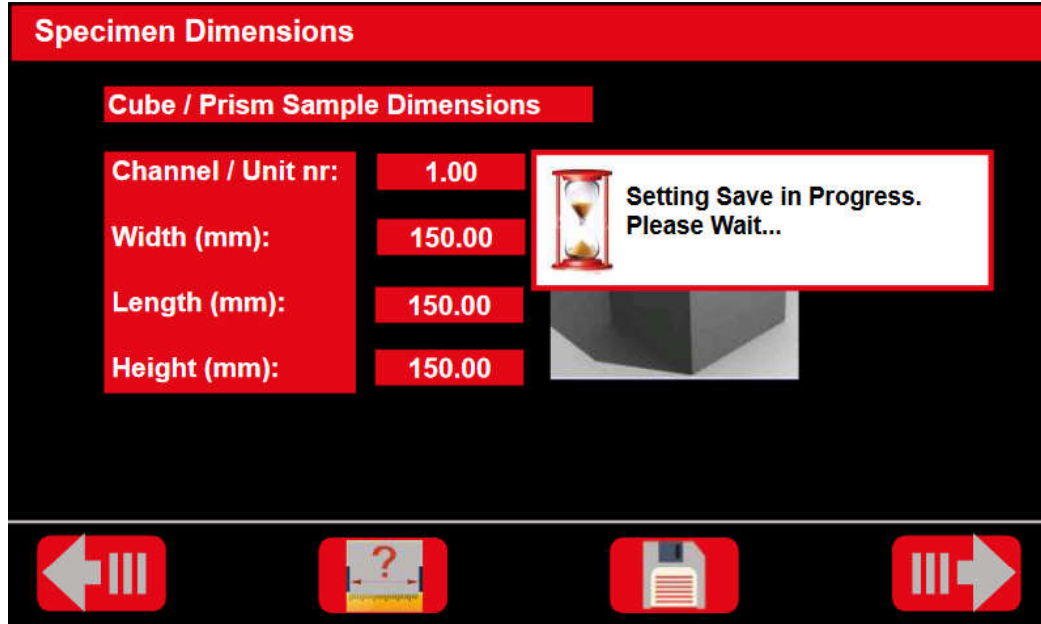 Specimen Dimensions
Cube / Prism Sample Dimensions
Channel / Unit nr: 1.00
Setting Save in Progress.
Please Wait...
Width (mm): 150.00
Length (mm): 150.00
Height (mm): 150.00
?